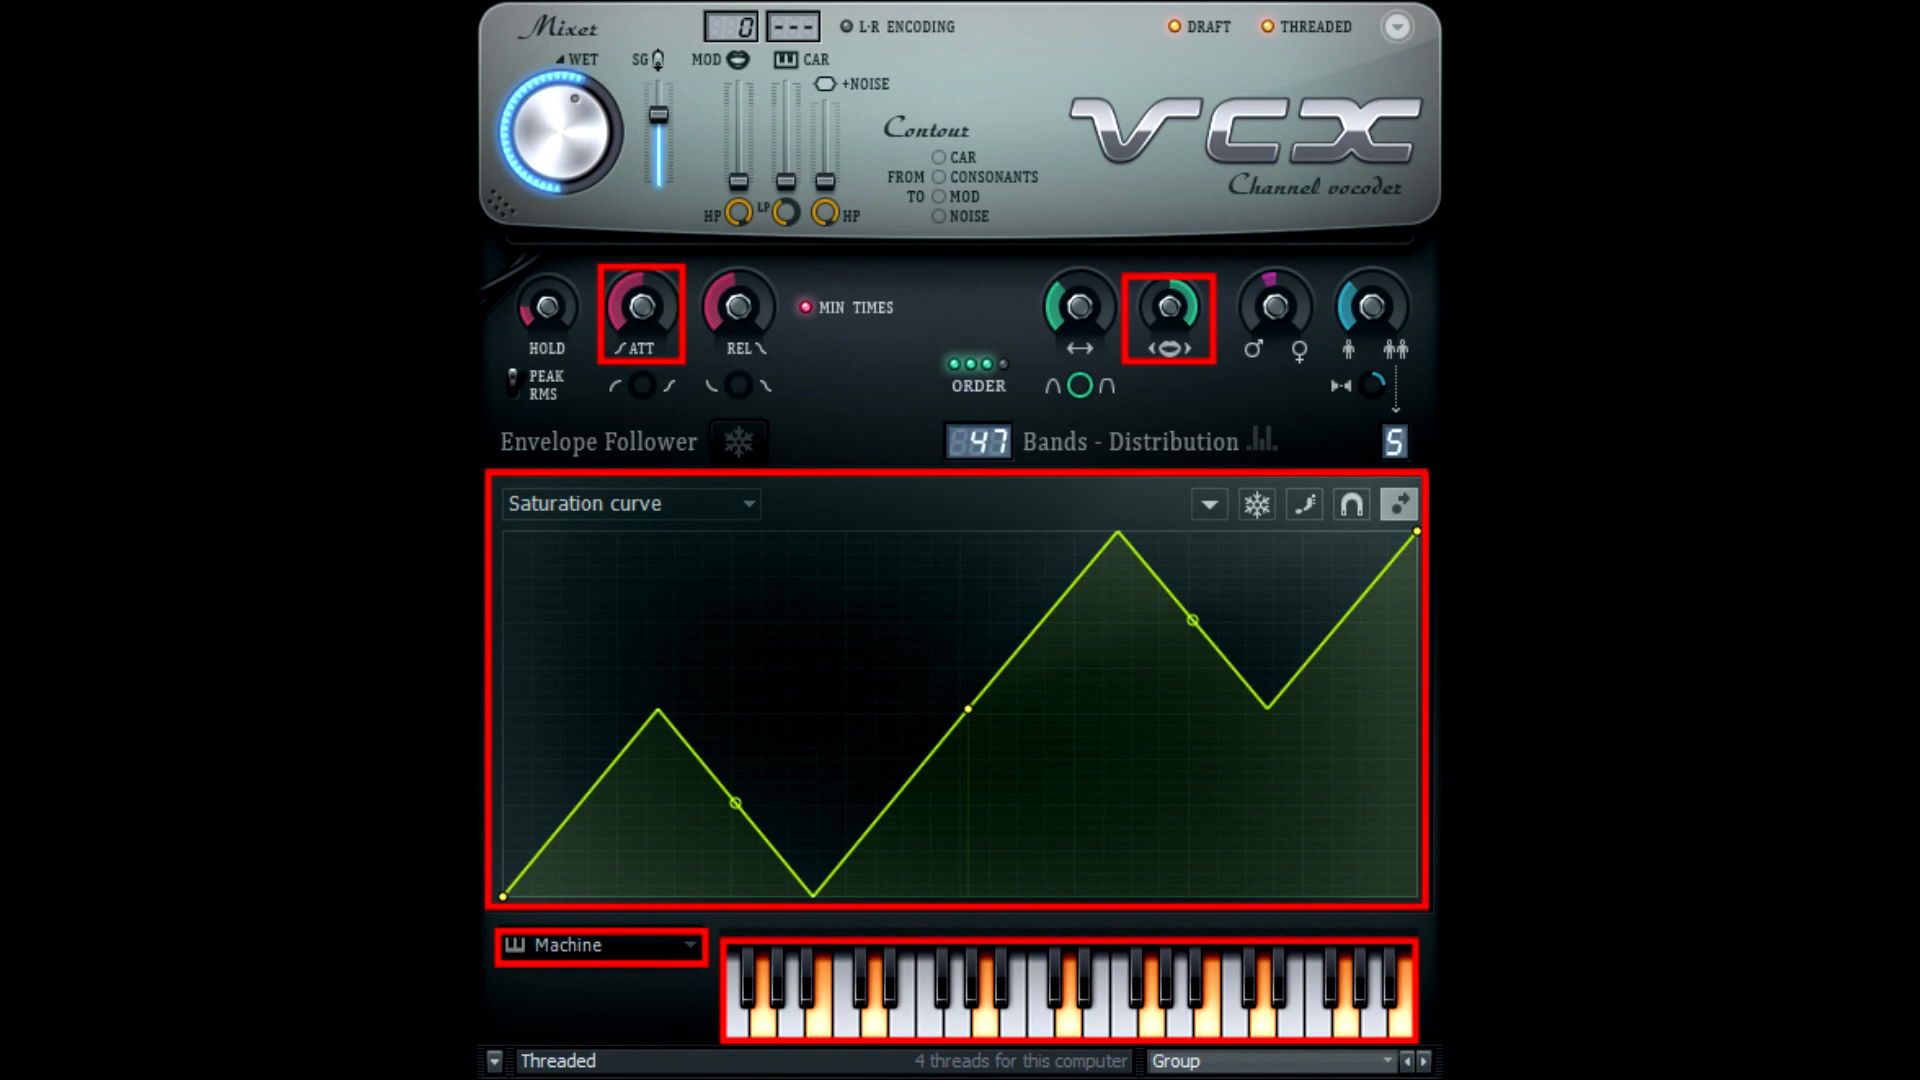 Mixer
0 --- L·R ENCODING
DRAFT THREADED
WET SG MOD CAR
+NOISE
VCX
Channel vocoder
Contour
CAR
FROM CONSONANTS
TO MOD
NOISE
HP LP HP
MIN TIMES
HOLD ATT REL
PEAK
RMS
ORDER
Envelope Follower
47 Bands - Distribution
5
Saturation curve
Machine
Threaded 4 threads for this computer Group